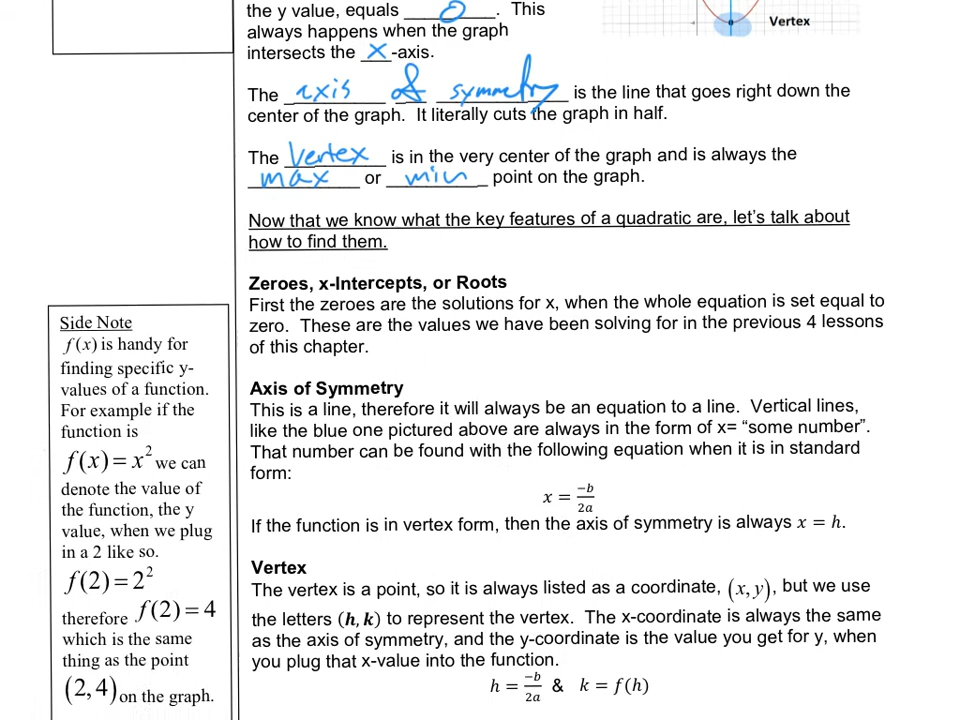 the y value, equals 0. This
always happens when the graph
intersects the x-axis.
Vertex
The axis of symmetry is the line that goes right down the
center of the graph. It literally cuts the graph in half.
The Vertex is in the very center of the graph and is always the
max or min point on the graph.
Now that we know what the key features of a quadratic are, let's talk about
how to find them.
Zeroes, x-Intercepts, or Roots
First the zeroes are the solutions for x, when the whole equation is set equal to
zero. These are the values we have been solving for in the previous 4 lessons
of this chapter.
Axis of Symmetry
This is a line, therefore it will always be an equation to a line. Vertical lines,
like the blue one pictured above are always in the form of x= “some number”.
That number can be found with the following equation when it is in standard
form:
x = -b/2a
If the function is in vertex form, then the axis of symmetry is always x = h.
Vertex
The vertex is a point, so it is always listed as a coordinate, (x, y), but we use
the letters (h, k) to represent the vertex. The x-coordinate is always the same
as the axis of symmetry, and the y-coordinate is the value you get for y, when
you plug that x-value into the function.
h = -b/2a & k = f(h)
Side Note
f(x) is handy for
finding specific y-
values of a function.
For example if the
function is
f(x) = x² we can
denote the value of
the function, the y
value, when we plug
in a 2 like so.
f(2) = 2²
therefore f(2) = 4
which is the same
thing as the point
(2,4) on the graph.